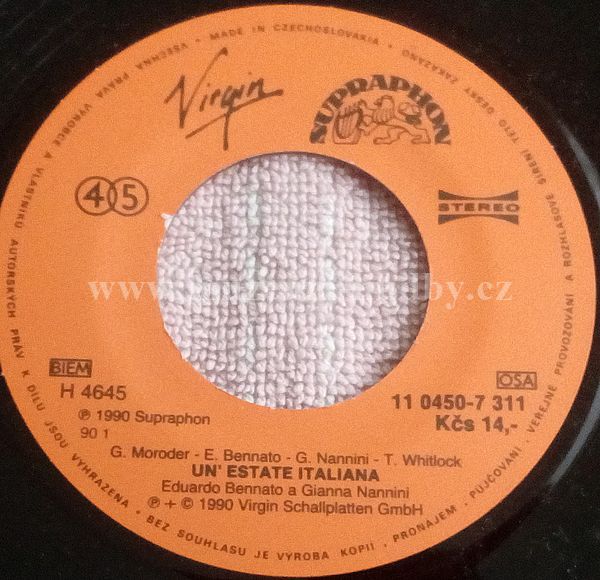 VŠECHNA PRÁVA VÝROBCE A VLASTNÍKŮ AUTORSKÝCH PRÁV K DÍLU JSOU VYHRAZENA • BEZ SOUHLASU JE VÝROBA KOPIÍ, PRONÁJEM, PŮJČOVÁNÍ, VEŘEJNÉ PROVOZOVÁNÍ A ROZHLASOVÉ ŠÍŘENÍ TÉTO DESKY ZAKÁZÁNO • MADE IN CZECHOSLOVAKIA •
Virgin
SUPRAPHON
45
STEREO
BIEM
OSA
H 4645
11 0450-7 311
℗ 1990 Supraphon
Kčs 14,-
90 1
G. Moroder - E. Bennato - G. Nannini - T. Whitlock
UN' ESTATE ITALIANA
Eduardo Bennato a Gianna Nannini
℗ + © 1990 Virgin Schallplatten GmbH